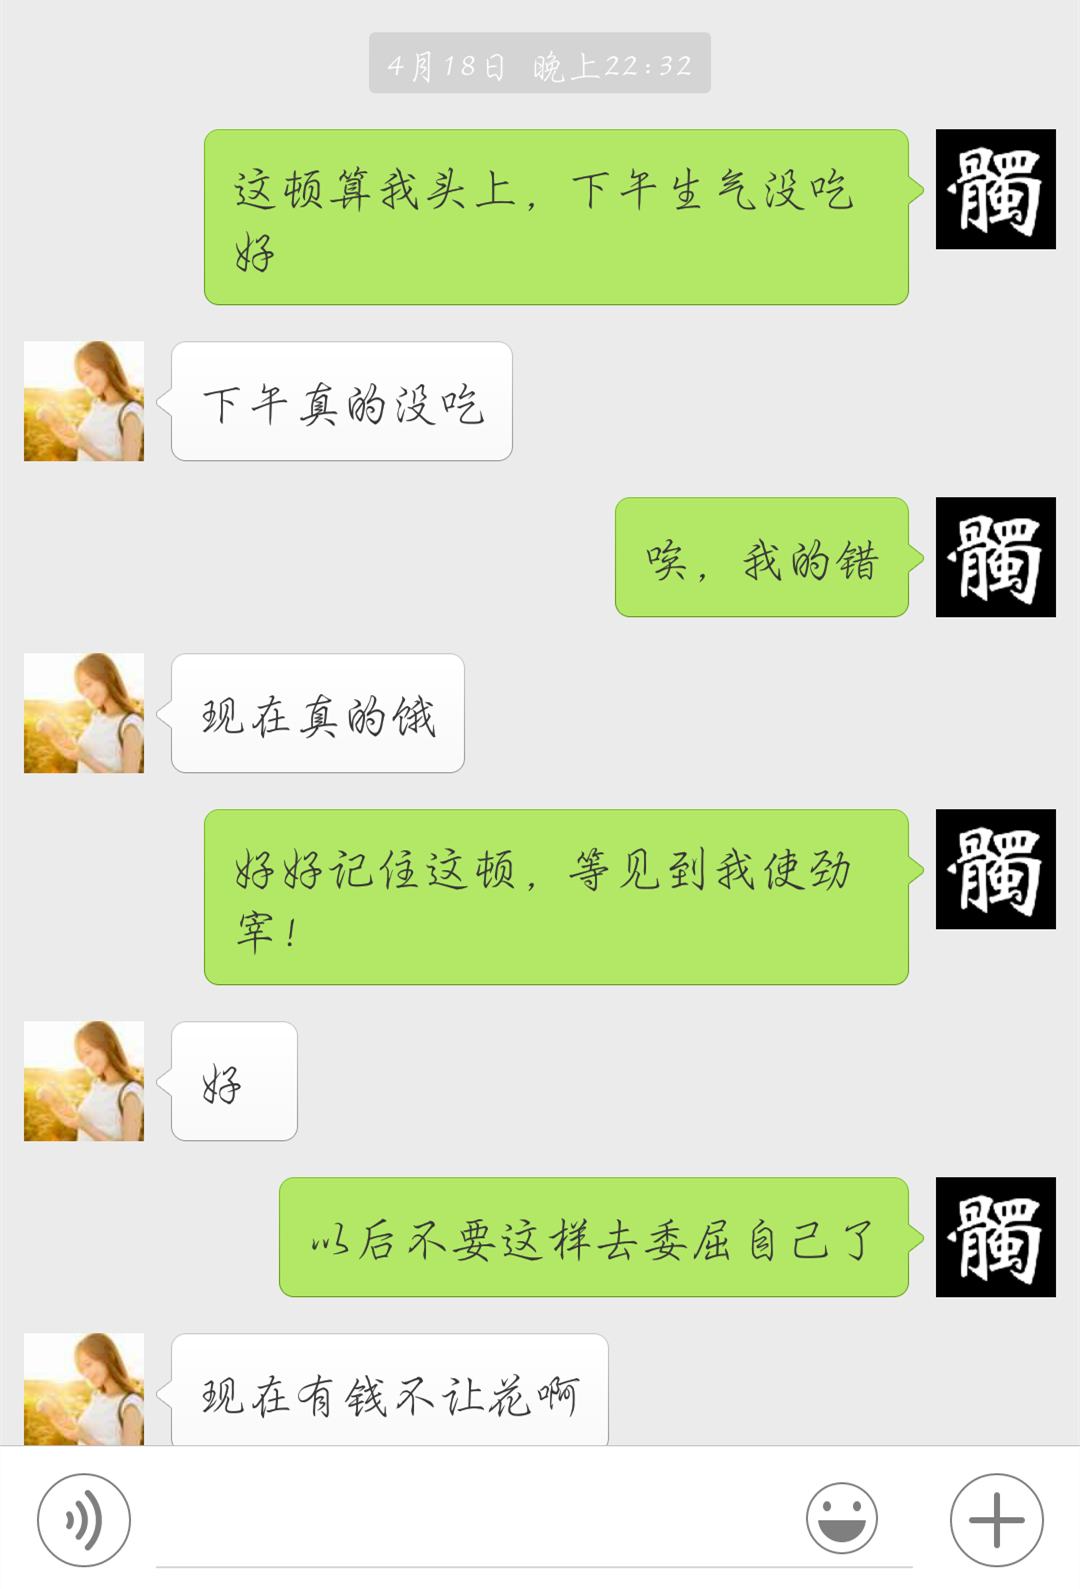 4月18日 晚上22:32
这顿算我头上，下午生气没吃
好
髑
下午真的没吃
唉，我的错
髑
现在真的饿
好好记住这顿，等见到我使劲
宰！
髑
好
以后不要这样去委屈自己了
髑
现在有钱不让花啊